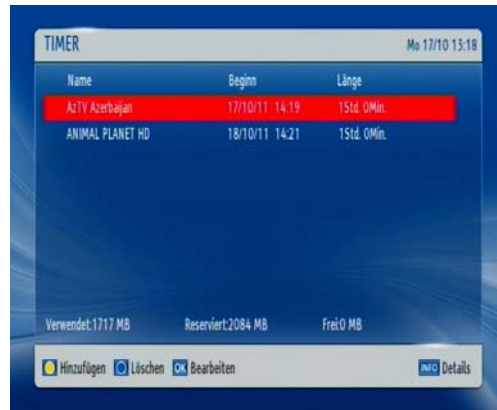 TIMER Mo 17/10 13:18
Name Beginn Länge
AzTV Azerbaijan 17/10/11 14:19 1Std. 0Min.
ANIMAL PLANET HD 18/10/11 14:21 1Std. 0Min.
Verwendet:1717 MB Reserviert:2084 MB Frei:0 MB
Hinzufügen Löschen OK Bearbeiten INFO Details